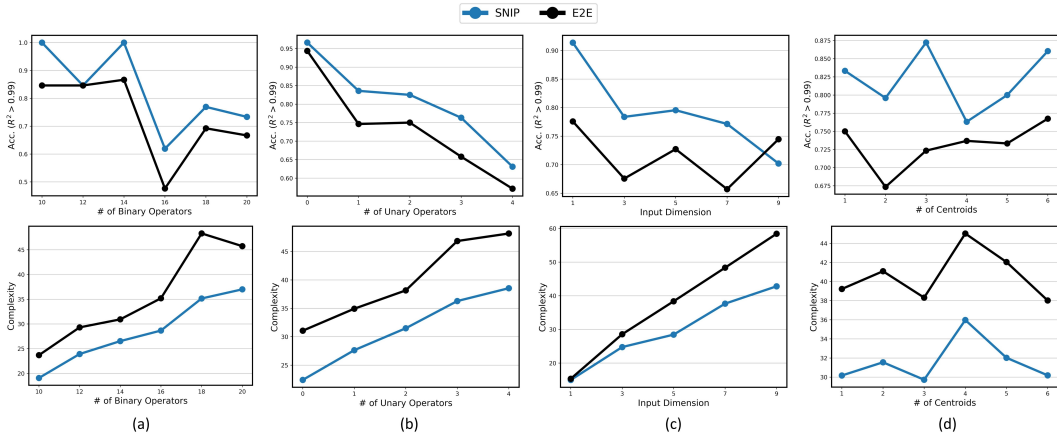 SNIP E2E
Acc. (R² > 0.99)
1.0
0.9
0.8
0.7
0.6
0.5
10 12 14 16 18 20
# of Binary Operators
Acc. (R² > 0.99)
0.95
0.90
0.85
0.80
0.75
0.70
0.65
0.60
0 1 2 3 4
# of Unary Operators
Acc. (R² > 0.99)
0.90
0.85
0.80
0.75
0.70
0.65
1 3 5 7 9
Input Dimension
Acc. (R² > 0.99)
0.875
0.850
0.825
0.800
0.775
0.750
0.725
0.700
0.675
1 2 3 4 5 6
# of Centroids
Complexity
45
40
35
30
25
20
10 12 14 16 18 20
# of Binary Operators
Complexity
45
40
35
30
25
0 1 2 3 4
# of Unary Operators
Complexity
60
50
40
30
20
1 3 5 7 9
Input Dimension
Complexity
44
42
40
38
36
34
32
30
1 2 3 4 5 6
# of Centroids
(a) (b) (c) (d)